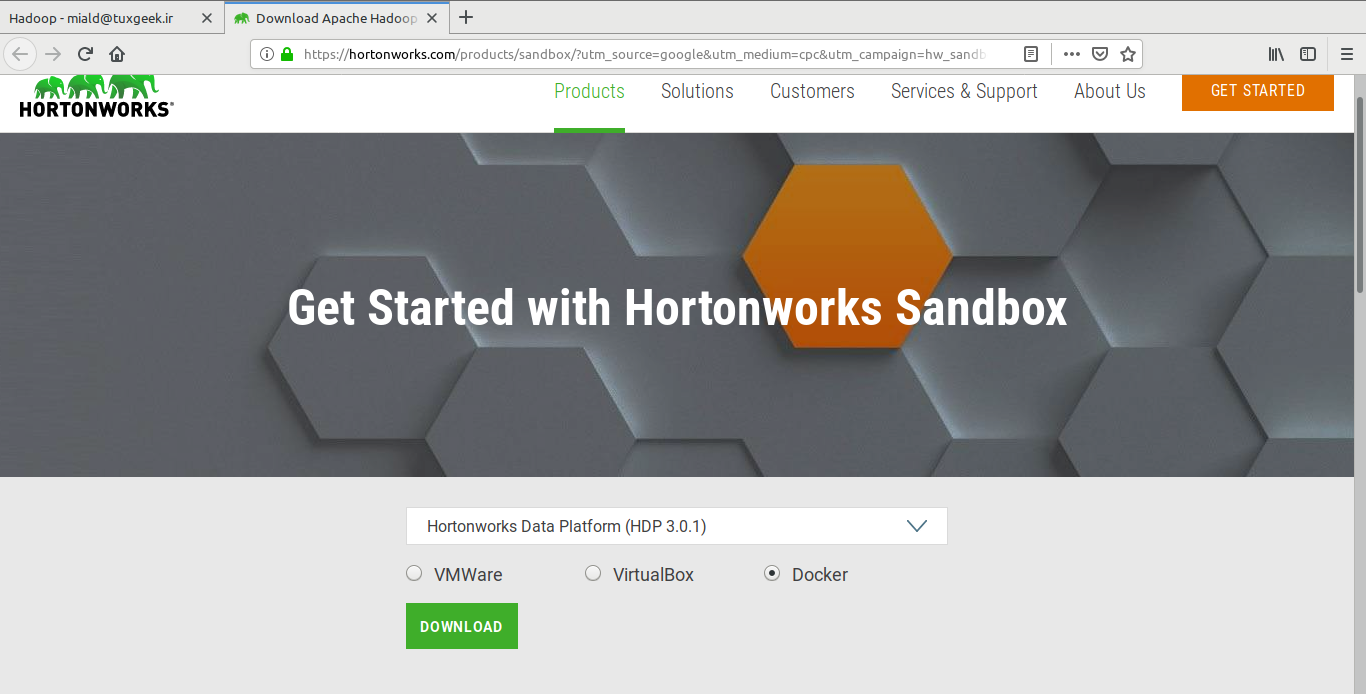 Hadoop - miald@tuxgeek.ir
Download Apache Hadoop
https://hortonworks.com/products/sandbox/?utm_source=google&utm_medium=cpc&utm_campaign=hw_sandb
HORTONWORKS®
Products Solutions Customers Services & Support About Us GET STARTED
Get Started with Hortonworks Sandbox
Hortonworks Data Platform (HDP 3.0.1)
VMWare VirtualBox Docker
DOWNLOAD